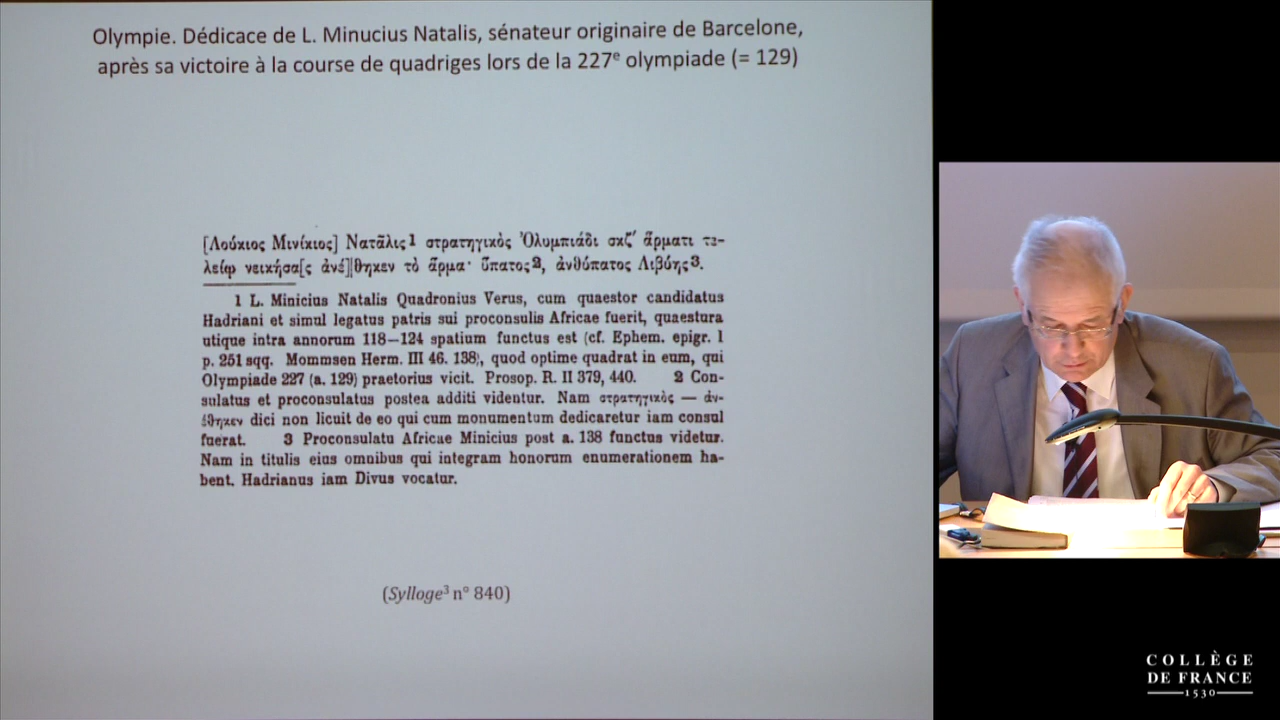 Olympie. Dédicace de L. Minucius Natalis, sénateur originaire de Barcelone,
après sa victoire à la course de quadriges lors de la 227e olympiade (= 129)
[Λούκιος Μινίκιος] Νατᾶλις1 στρατηγικὸς Ὀλυμπιάδι σκζ′ ἅρματι τε-
λείῳ νεικήσα[ς ἀνέ]|θηκεν τὸ ἅρμα· ὕπατος2, ἀνθύπατος Λιβύης3.
1 L. Minicius Natalis Quadronius Verus, cum quaestor candidatus
Hadriani et simul legatus patris sui proconsulis Africae fuerit, quaestura
utique intra annorum 118—124 spatium functus est (cf. Ephem. epigr. I
p. 251 sqq. Mommsen Herm. III 46. 138), quod optime quadrat in eum, qui
Olympiade 227 (a. 129) praetorius vicit. Prosop. R. II 379, 440. 2 Con-
sulatus et proconsulatus postea additi videntur. Nam στρατηγικὸς — ἀν-
έθηκεν dici non licuit de eo qui cum monumentum dedicaretur iam consul
fuerat. 3 Proconsulatu Africae Minicius post a. 138 functus videtur.
Nam in titulis eius omnibus qui integram honorum enumerationem ha-
bent. Hadrianus iam Divus vocatur.
(Sylloge3 n° 840)
COLLÈGE
DE FRANCE
1530